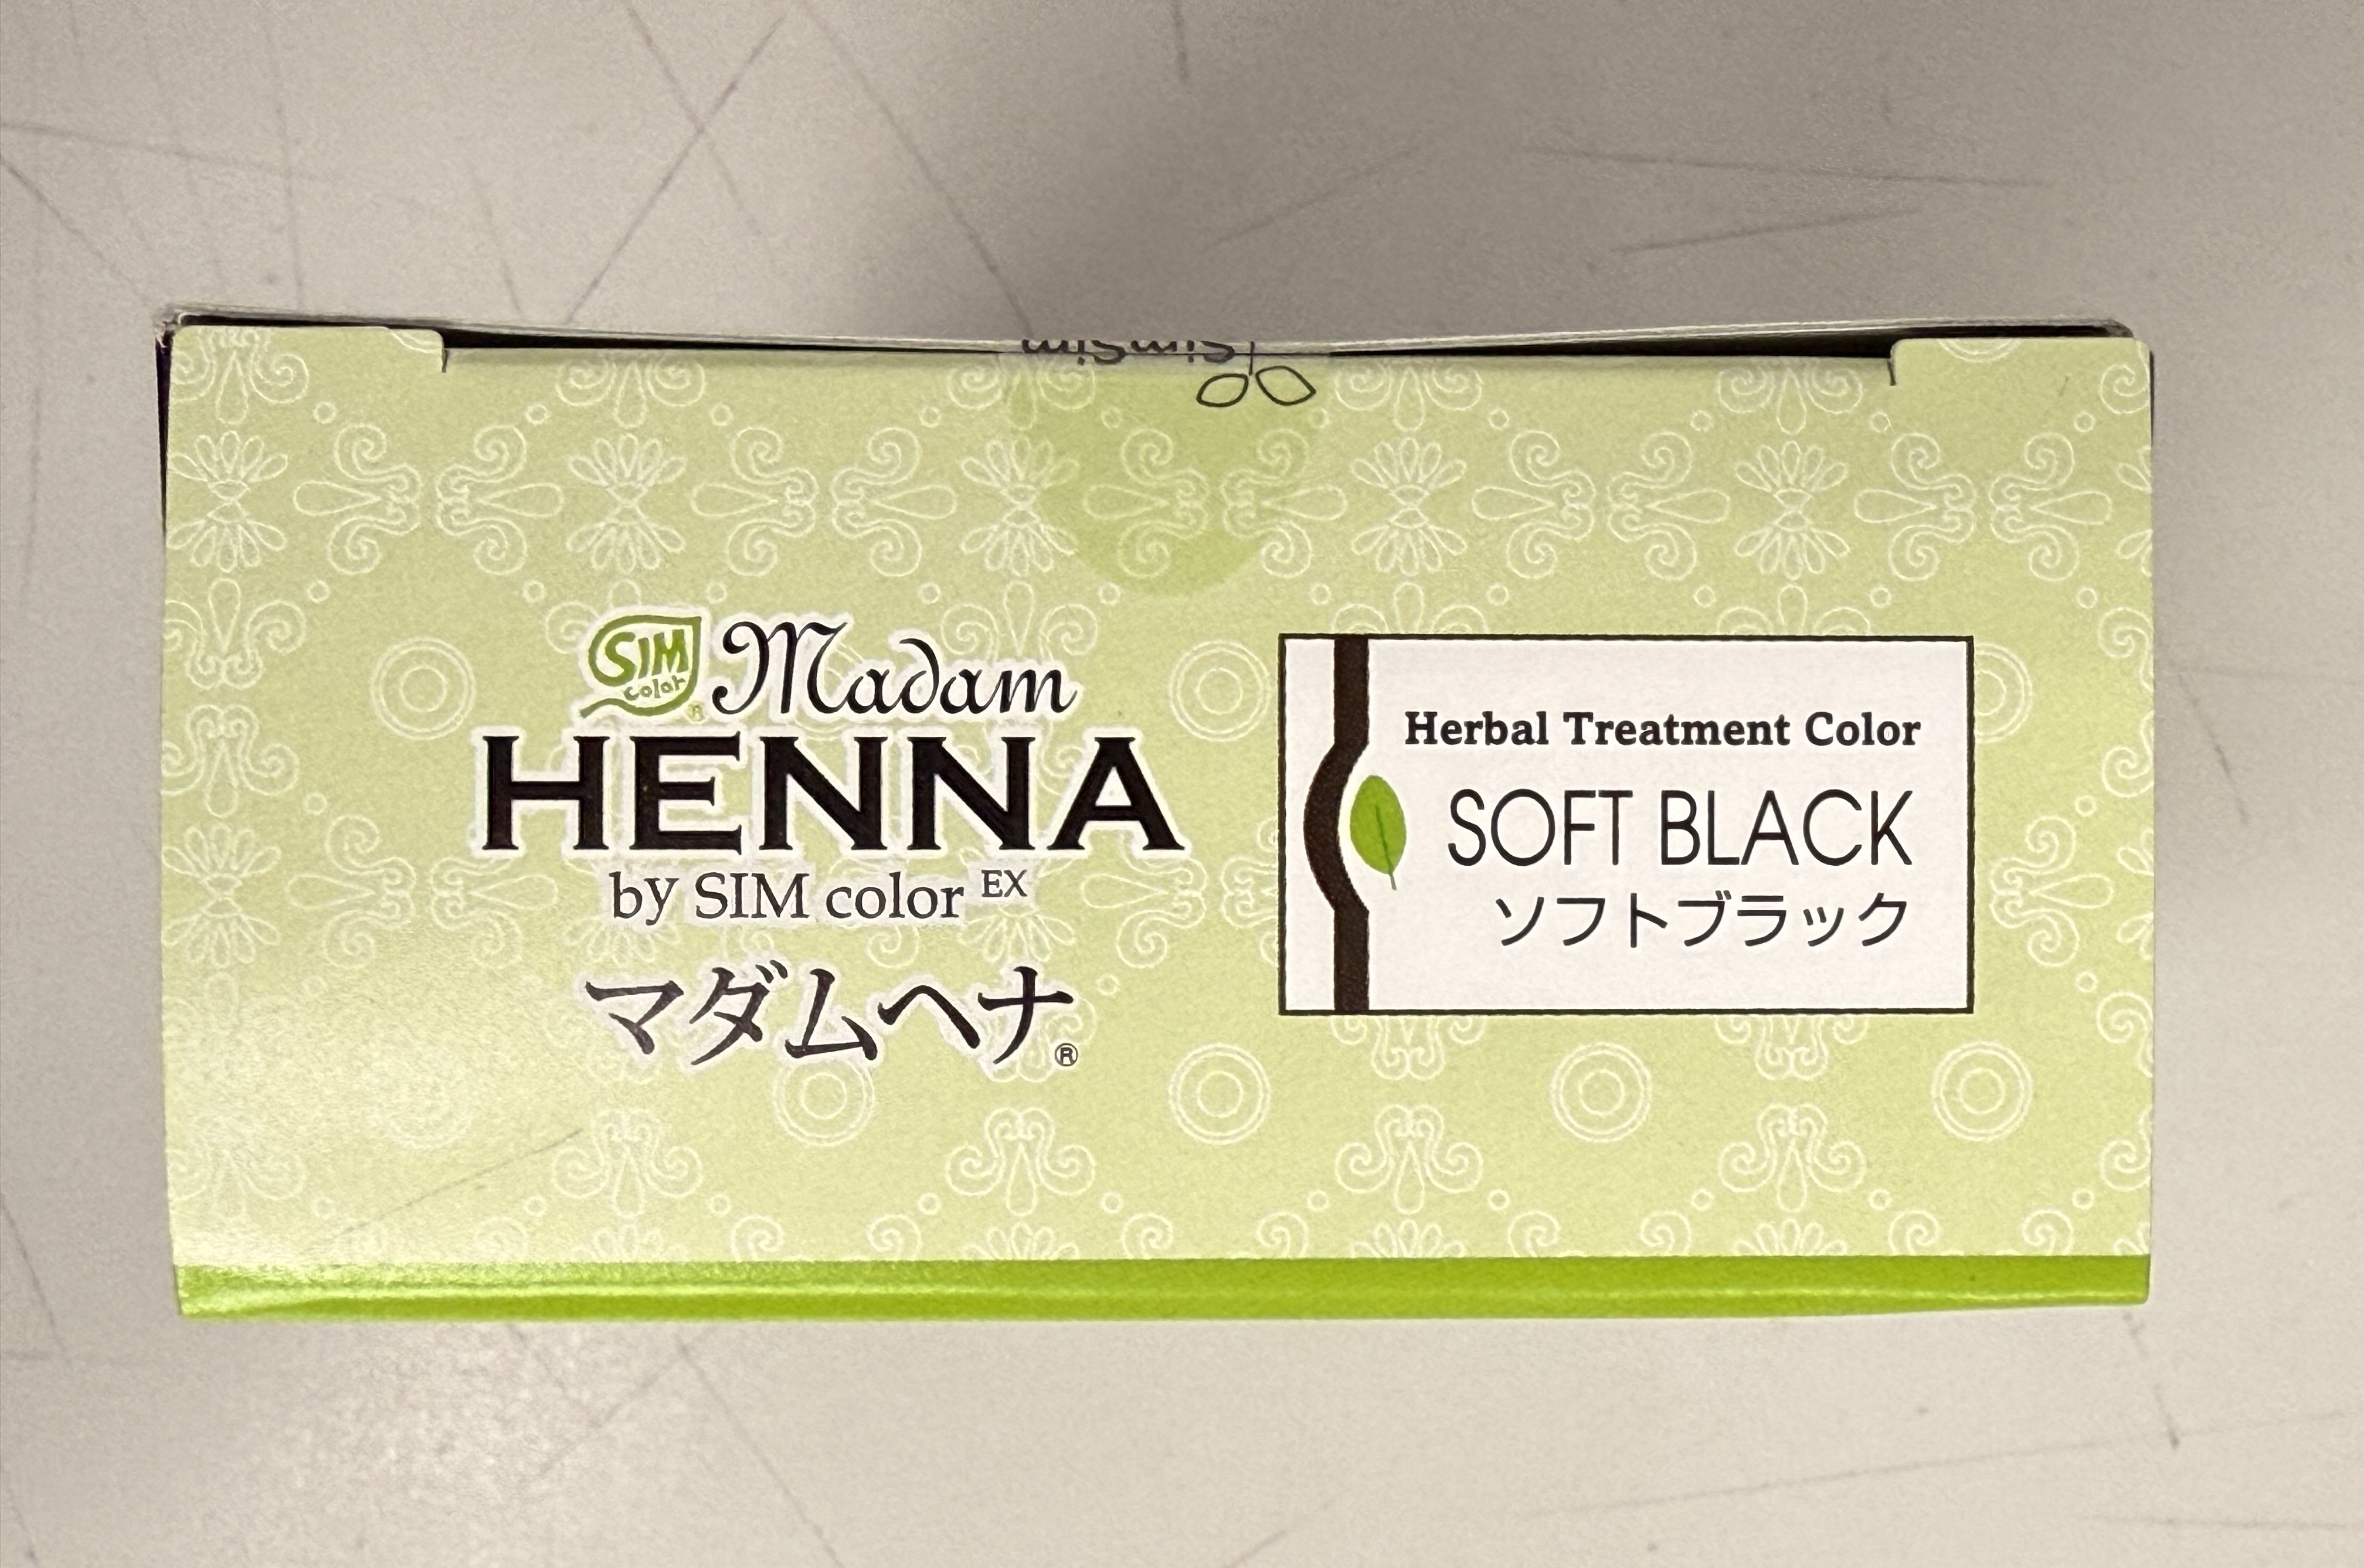 SimSim
SIM
color®
Madam
HENNA
by SIM color EX
マダムヘナ®
Herbal Treatment Color
SOFT BLACK
ソフトブラック